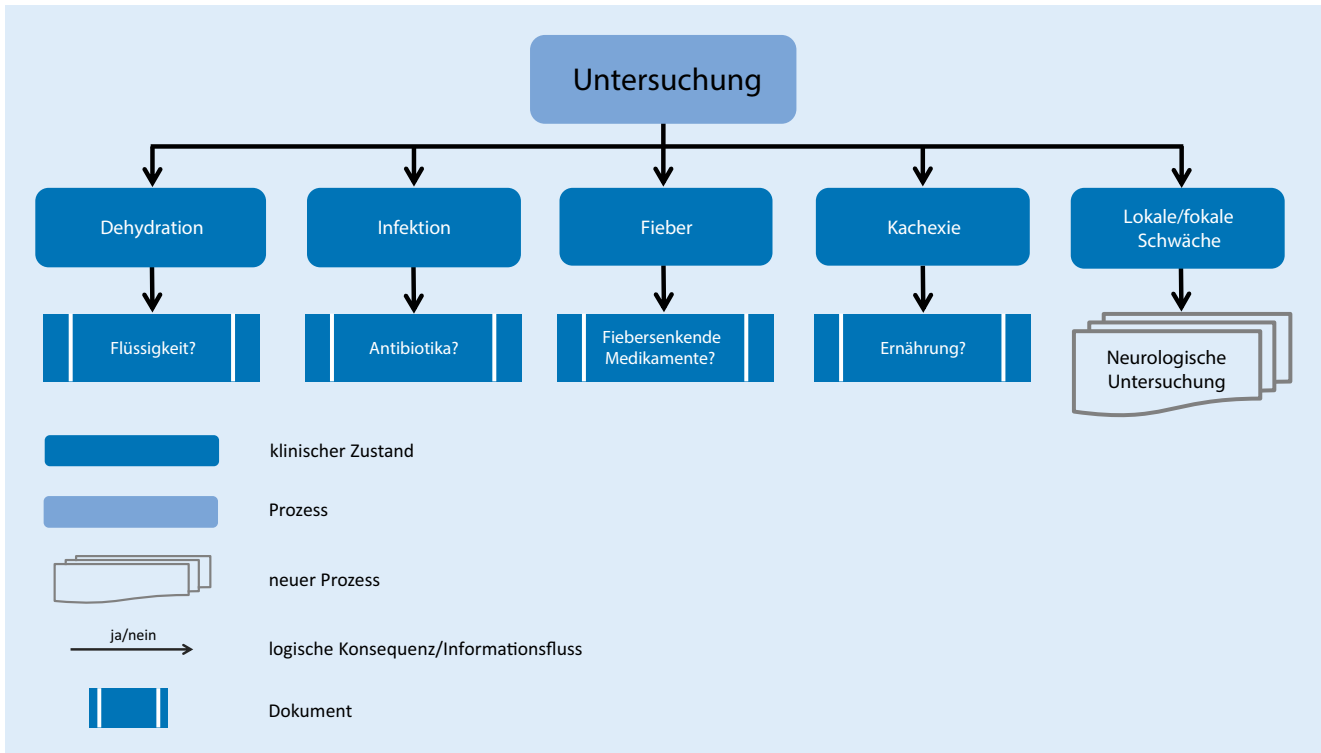 Untersuchung
Dehydration
Infektion
Fieber
Kachexie
Lokale/fokale
Schwäche
Flüssigkeit?
Antibiotika?
Fiebersenkende
Medikamente?
Ernährung?
Neurologische
Untersuchung
klinischer Zustand
Prozess
neuer Prozess
ja/nein
logische Konsequenz/Informationsfluss
Dokument